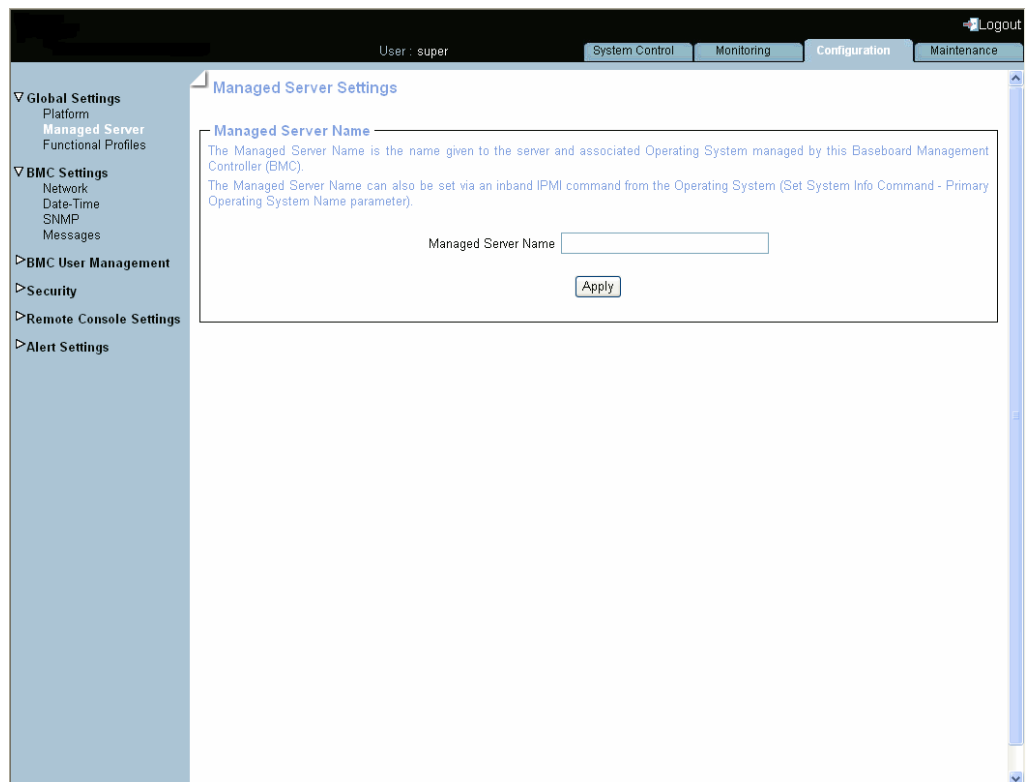 Logout
User : super
System Control
Monitoring
Configuration
Maintenance
Global Settings
Platform
Managed Server
Functional Profiles
BMC Settings
Network
Date-Time
SNMP
Messages
BMC User Management
Security
Remote Console Settings
Alert Settings
Managed Server Settings
Managed Server Name
The Managed Server Name is the name given to the server and associated Operating System managed by this Baseboard Management
Controller (BMC).
The Managed Server Name can also be set via an inband IPMI command from the Operating System (Set System Info Command - Primary
Operating System Name parameter).
Managed Server Name
Apply